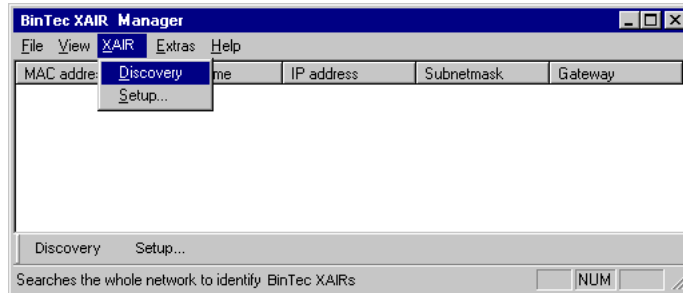 BinTec XAIR Manager
File View XAIR Extras Help
MAC addre me IP address Subnetmask Gateway
Discovery
Setup...
Discovery Setup...
Searches the whole network to identify BinTec XAIRs NUM